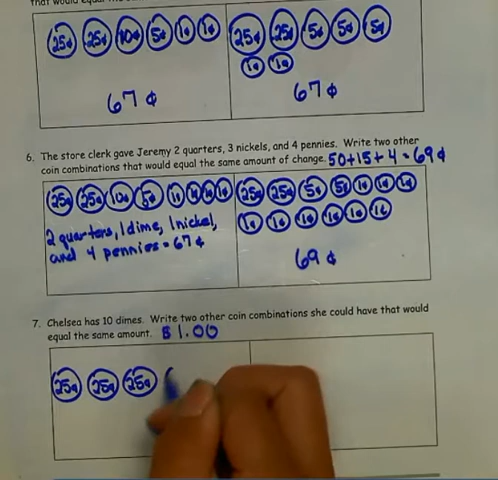 that would equal the
25¢ 25¢ 10¢ 5¢ 1¢ 1¢
67¢
25¢ 25¢ 5¢ 5¢ 5¢
1¢ 1¢
67¢
6. The store clerk gave Jeremy 2 quarters, 3 nickels, and 4 pennies. Write two other
coin combinations that would equal the same amount of change. 50+15+4=69¢
25¢ 25¢ 10¢ 5¢ 1¢ 1¢ 1¢ 1¢
2 quarters, 1 dime, 1 nickel,
and 4 pennies = 67¢
25¢ 25¢ 5¢ 5¢ 1¢ 1¢ 1¢
1¢ 1¢ 1¢ 1¢ 1¢ 1¢
69¢
7. Chelsea has 10 dimes. Write two other coin combinations she could have that would
equal the same amount. $1.00
25¢ 25¢ 25¢